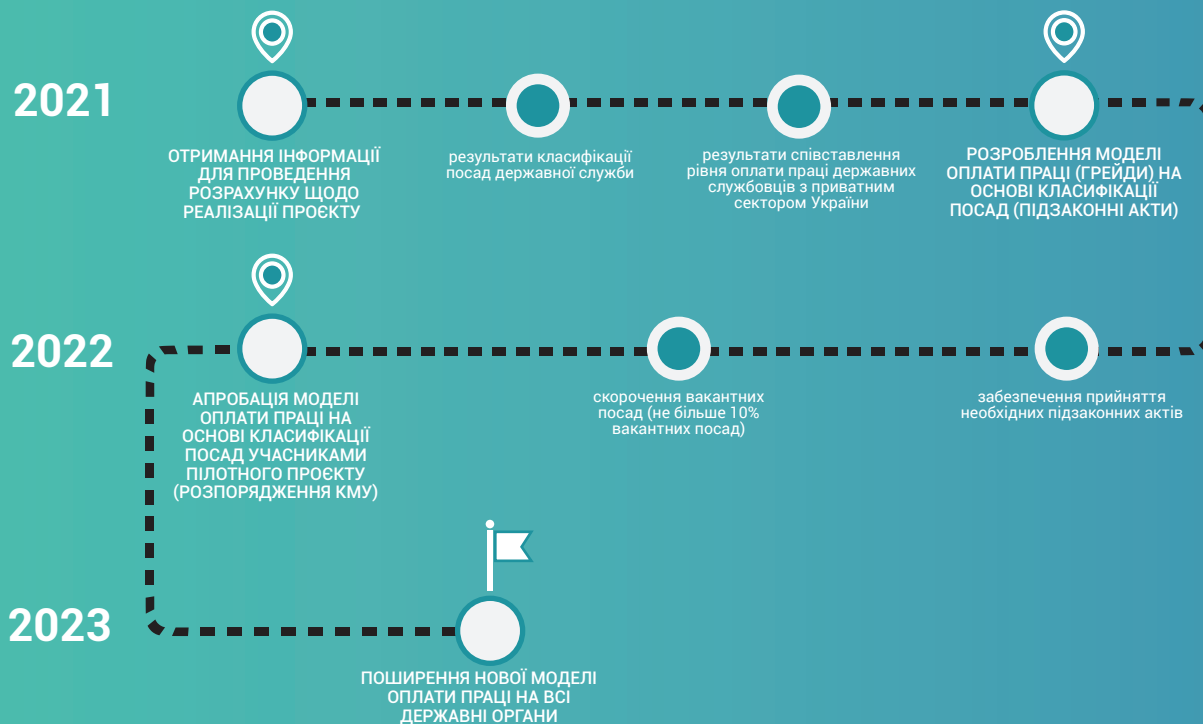 2021
ОТРИМАННЯ ІНФОРМАЦІЇ
ДЛЯ ПРОВЕДЕННЯ
РОЗРАХУНКУ ЩОДО
РЕАЛІЗАЦІЇ ПРОЄКТУ
результати класифікації
посад державної служби
результати співставлення
рівня оплати праці державних
службовців з приватним
сектором України
РОЗРОБЛЕННЯ МОДЕЛІ
ОПЛАТИ ПРАЦІ (ГРЕЙДИ) НА
ОСНОВІ КЛАСИФІКАЦІЇ
ПОСАД (ПІДЗАКОННІ АКТИ)
2022
АПРОБАЦІЯ МОДЕЛІ
ОПЛАТИ ПРАЦІ НА
ОСНОВІ КЛАСИФІКАЦІЇ
ПОСАД УЧАСНИКАМИ
ПІЛОТНОГО ПРОЄКТУ
(РОЗПОРЯДЖЕННЯ КМУ)
скорочення вакантних
посад (не більше 10%
вакантних посад)
забезпечення прийняття
необхідних підзаконних актів
2023
ПОШИРЕННЯ НОВОЇ МОДЕЛІ
ОПЛАТИ ПРАЦІ НА ВСІ
ДЕРЖАВНІ ОРГАНИ